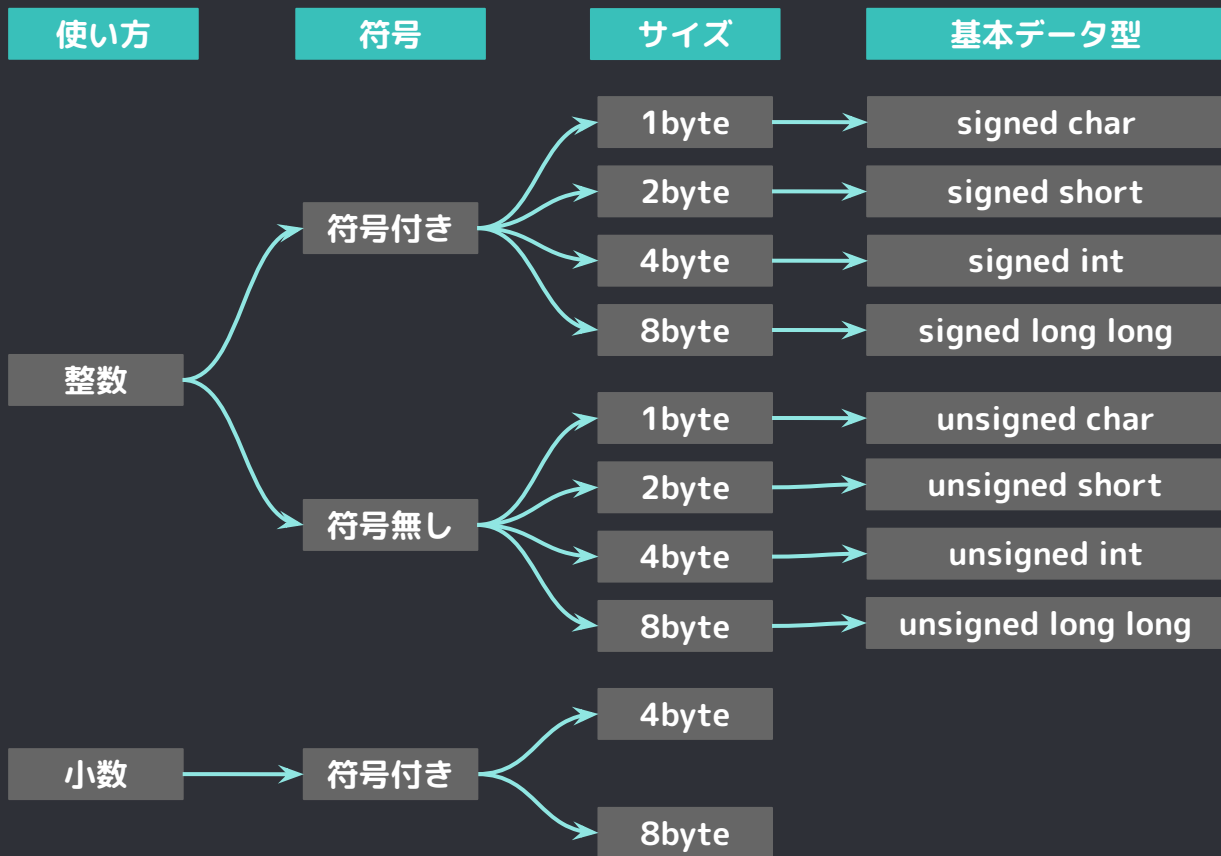 使い方 符号 サイズ 基本データ型
1byte signed char
2byte signed short
符号付き
4byte signed int
8byte signed long long
整数
1byte unsigned char
2byte unsigned short
符号無し
4byte unsigned int
8byte unsigned long long
4byte
小数 符号付き
8byte